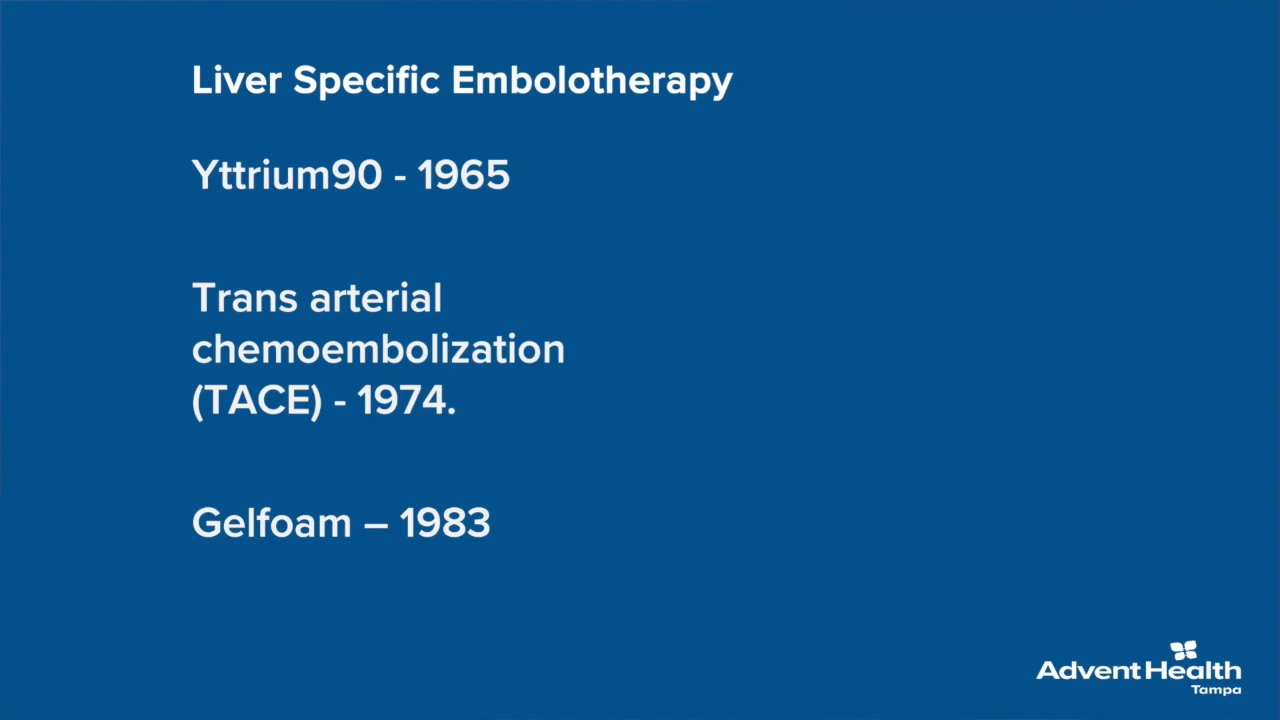 Liver Specific Embolotherapy
Yttrium90 - 1965
Trans arterial
chemoembolization
(TACE) - 1974.
Gelfoam – 1983
AdventHealth
Tampa